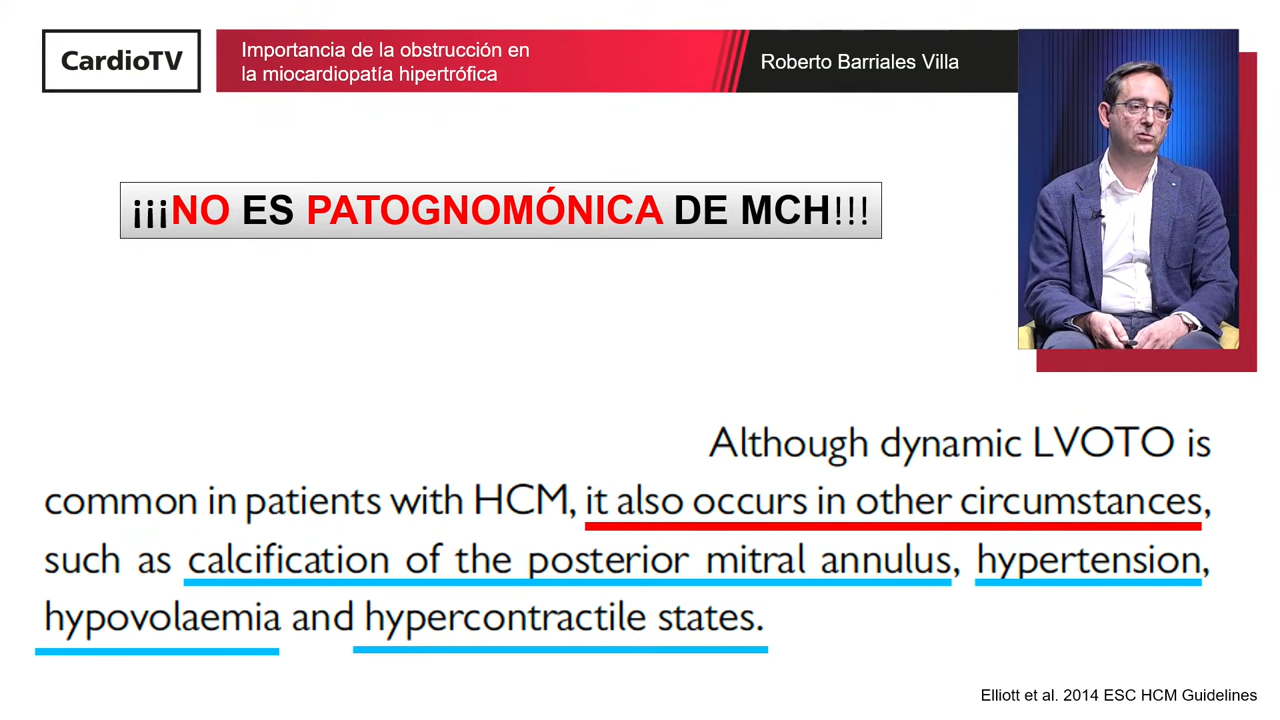 CardioTV
Importancia de la obstrucción en
la miocardiopatía hipertrófica
Roberto Barriales Villa
¡¡¡NO ES PATOGNOMÓNICA DE MCH!!!
Although dynamic LVOTO is
common in patients with HCM, it also occurs in other circumstances,
such as calcification of the posterior mitral annulus, hypertension,
hypovolaemia and hypercontractile states.
Elliott et al. 2014 ESC HCM Guidelines